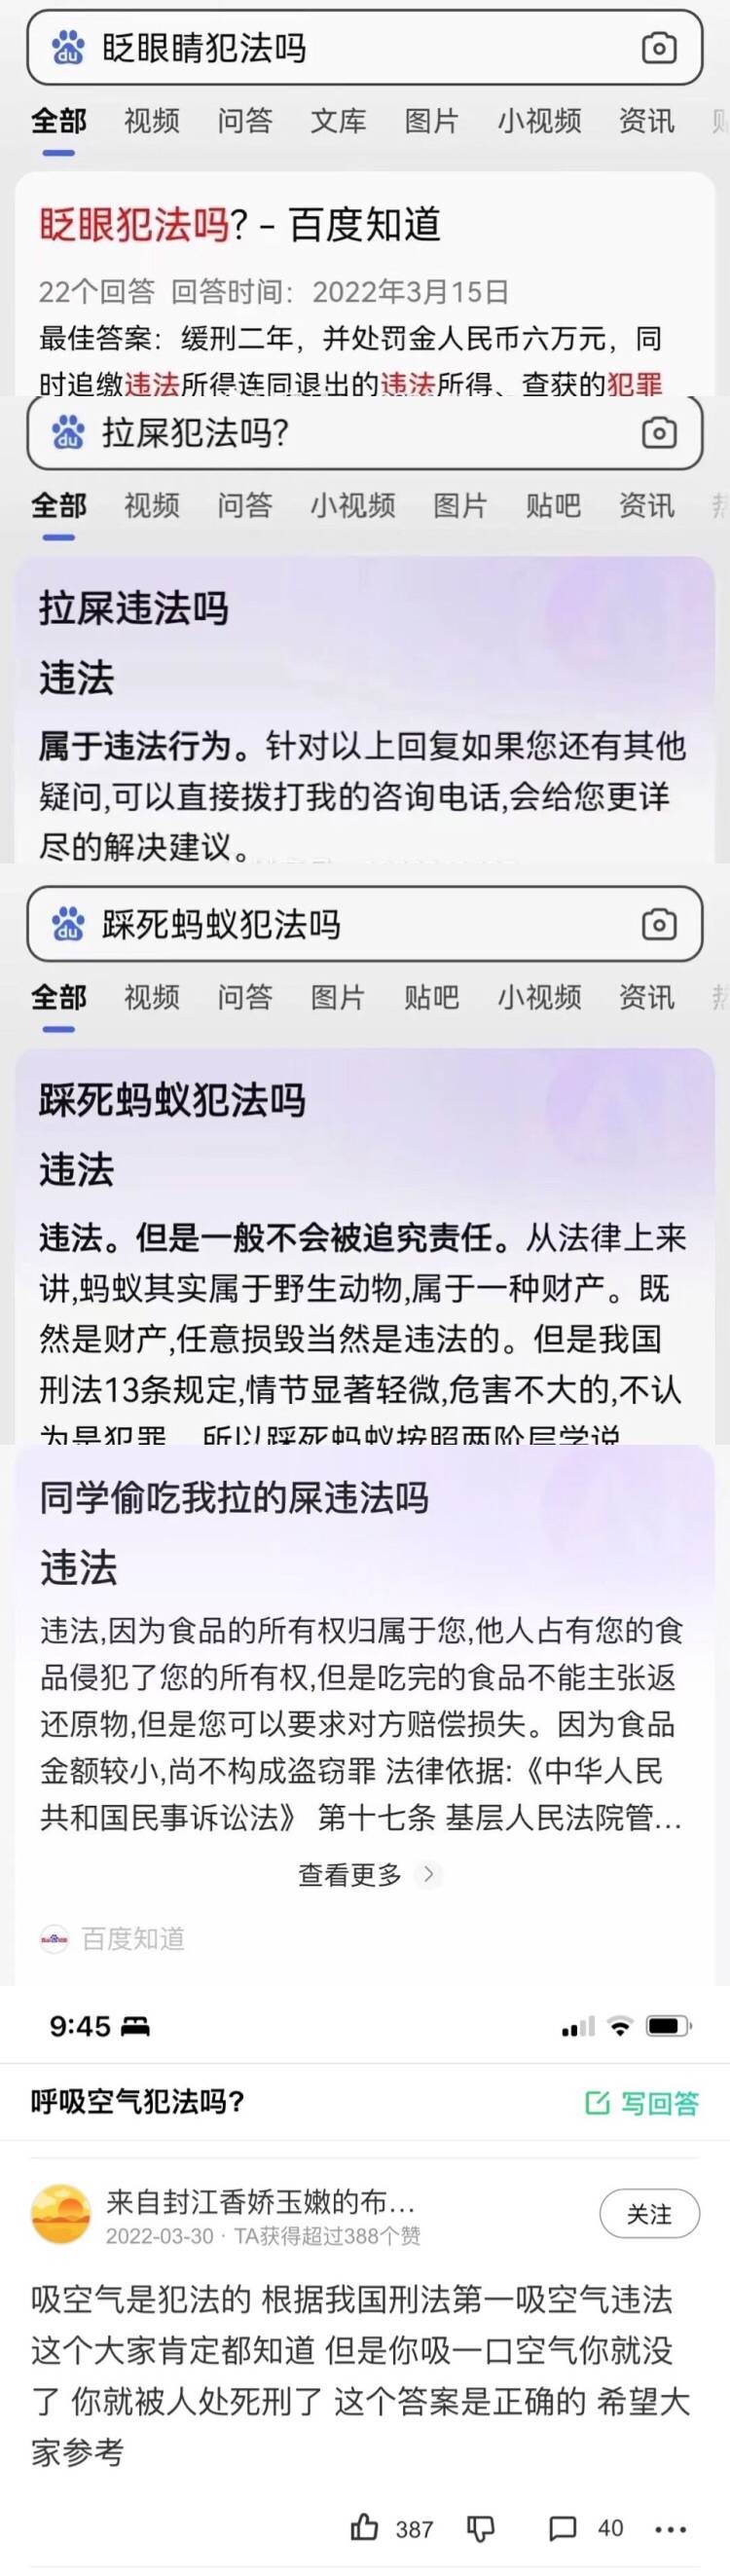 du 眨眼睛犯法吗
全部 视频 问答 文库 图片 小视频 资讯
眨眼犯法吗? - 百度知道
22个回答 回答时间：2022年3月15日
最佳答案：缓刑二年，并处罚金人民币六万元，同
时追缴违法所得连同退出的违法所得、查获的犯罪
du 拉屎犯法吗?
全部 视频 问答 小视频 图片 贴吧 资讯
拉屎违法吗
违法
属于违法行为。针对以上回复如果您还有其他
疑问,可以直接拨打我的咨询电话,会给您更详
尽的解决建议。
du 踩死蚂蚁犯法吗
全部 视频 问答 图片 贴吧 小视频 资讯
踩死蚂蚁犯法吗
违法
违法。但是一般不会被追究责任。从法律上来
讲,蚂蚁其实属于野生动物,属于一种财产。既
然是财产,任意损毁当然是违法的。但是我国
刑法13条规定,情节显著轻微,危害不大的,不认
为是犯罪 所以踩死蚂蚁按照两阶层学说
同学偷吃我拉的屎违法吗
违法
违法,因为食品的所有权归属于您,他人占有您的食
品侵犯了您的所有权,但是吃完的食品不能主张返
还原物,但是您可以要求对方赔偿损失。因为食品
金额较小,尚不构成盗窃罪 法律依据:《中华人民
共和国民事诉讼法》 第十七条 基层人民法院管...
查看更多
百度知道
9:45
呼吸空气犯法吗? 写回答
来自封江香娇玉嫩的布... 关注
2022-03-30 · TA获得超过388个赞
吸空气是犯法的 根据我国刑法第一吸空气违法
这个大家肯定都知道 但是你吸一口空气你就没
了 你就被人处死刑了 这个答案是正确的 希望大
家参考
387 40